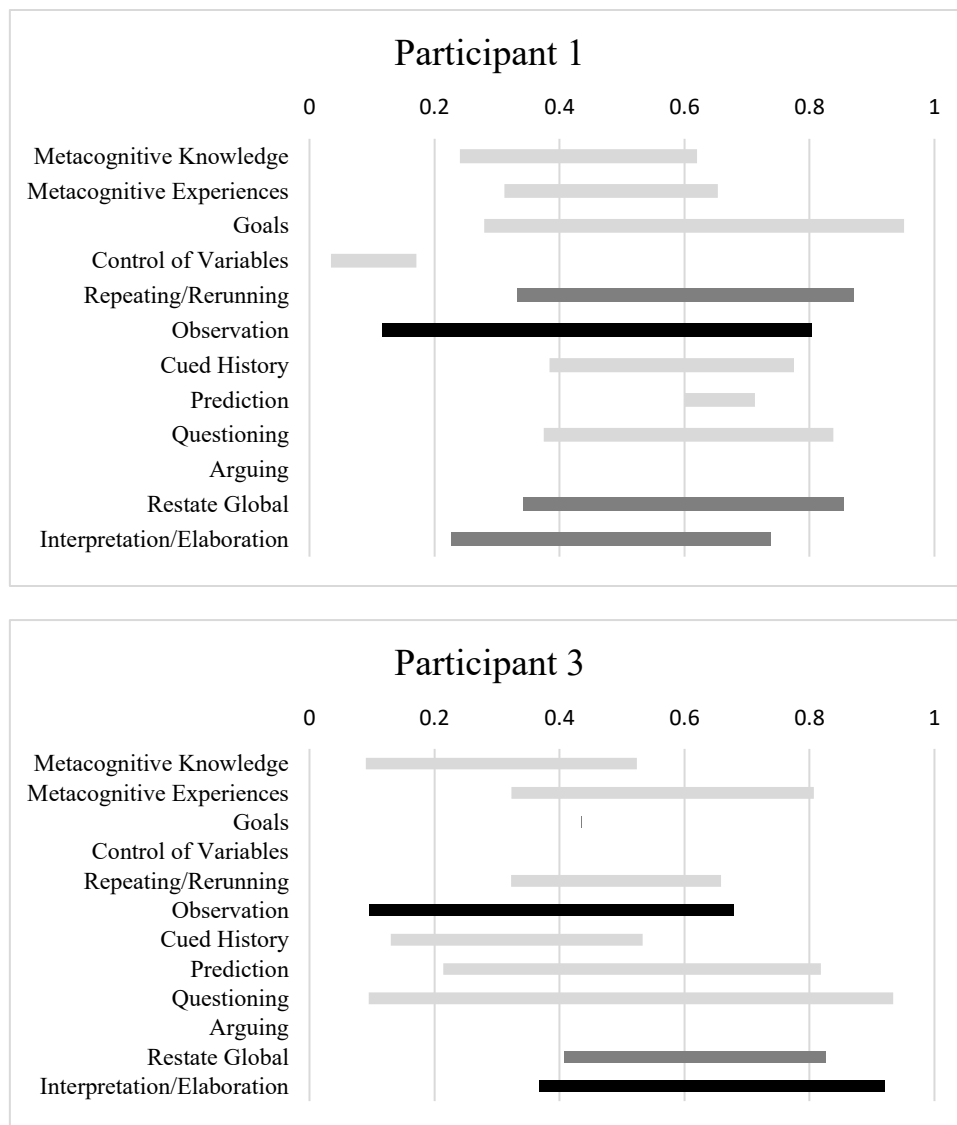 Participant 1
0 0.2 0.4 0.6 0.8 1
Metacognitive Knowledge
Metacognitive Experiences
Goals
Control of Variables
Repeating/Rerunning
Observation
Cued History
Prediction
Questioning
Arguing
Restate Global
Interpretation/Elaboration
Participant 3
0 0.2 0.4 0.6 0.8 1
Metacognitive Knowledge
Metacognitive Experiences
Goals
Control of Variables
Repeating/Rerunning
Observation
Cued History
Prediction
Questioning
Arguing
Restate Global
Interpretation/Elaboration